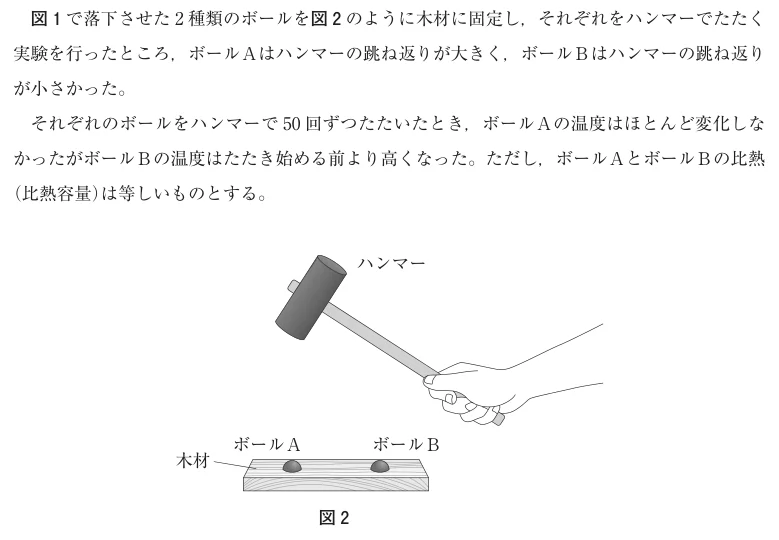 図1で落下させた2種類のボールを図2のように木材に固定し，それぞれをハンマーでたたく
実験を行ったところ，ボールAはハンマーの跳ね返りが大きく，ボールBはハンマーの跳ね返り
が小さかった。
それぞれのボールをハンマーで50回ずつたたいたとき，ボールAの温度はほとんど変化しな
かったがボールBの温度はたたき始める前より高くなった。ただし，ボールAとボールBの比熱
(比熱容量)は等しいものとする。
ハンマー
ボールA
ボールB
木材
図2